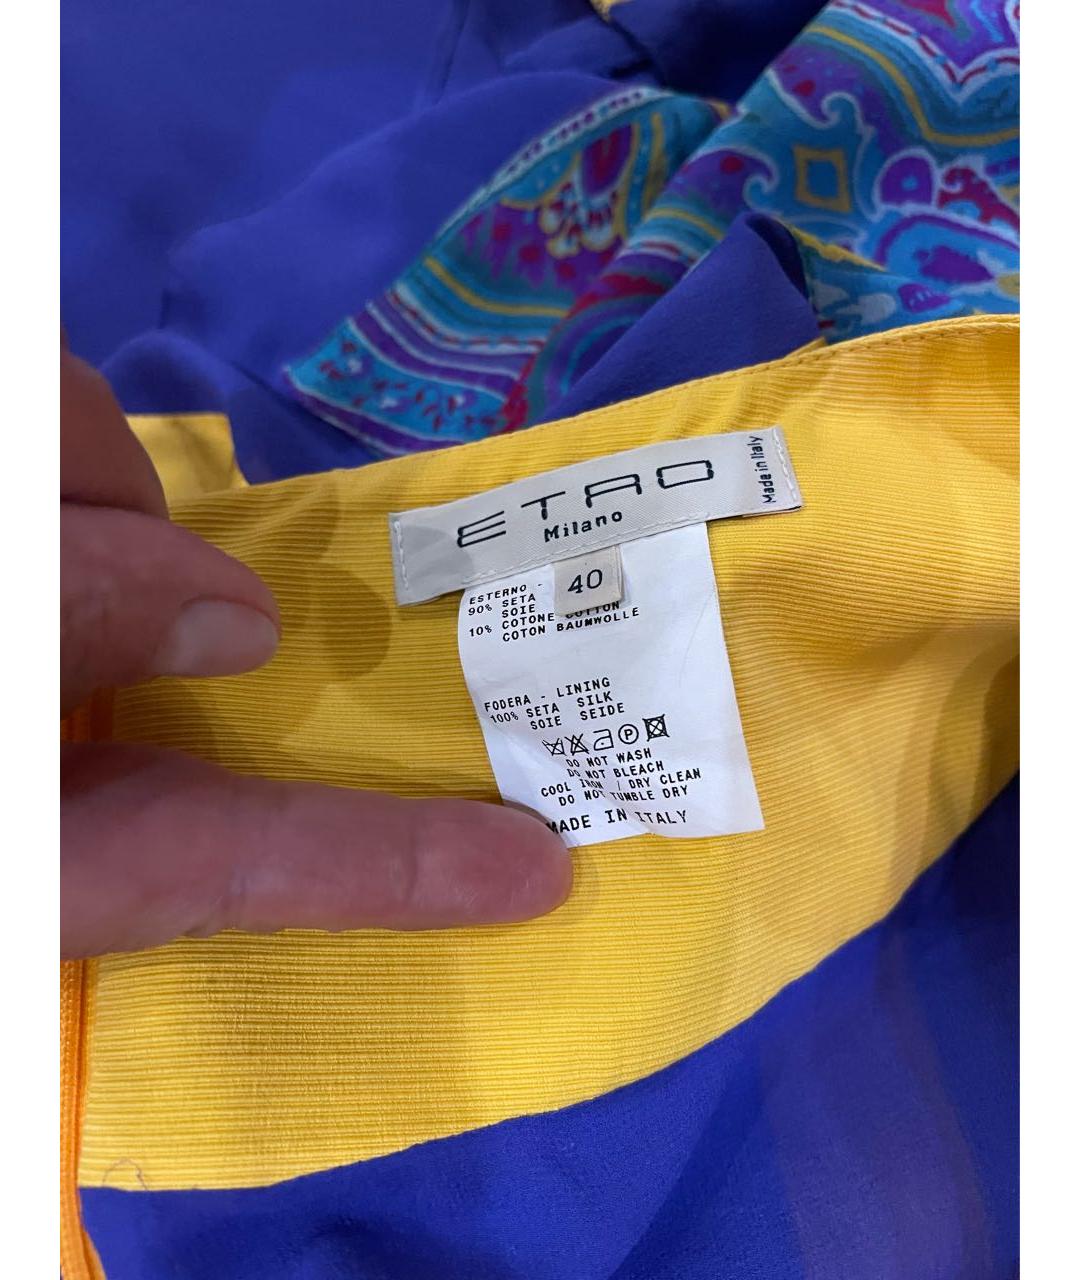 ETRO
Milano
Made in Italy
40
ESTERNO -
90% SETA
SOIE
10% COTONE COTTON
COTON BAUMWOLLE
FODERA - LINING
100% SETA SILK
SOIE SEIDE
P
DO NOT WASH
DO NOT BLEACH
COOL IRON / DRY CLEAN
DO NOT TUMBLE DRY
MADE IN ITALY